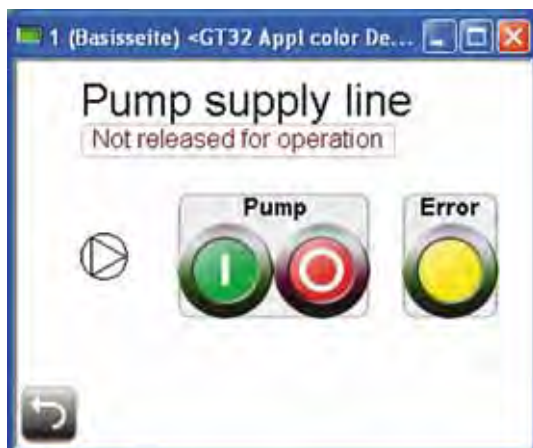 1 (Basisseite) <GT32 Appl color De...
Pump supply line
Not released for operation
Pump
Error